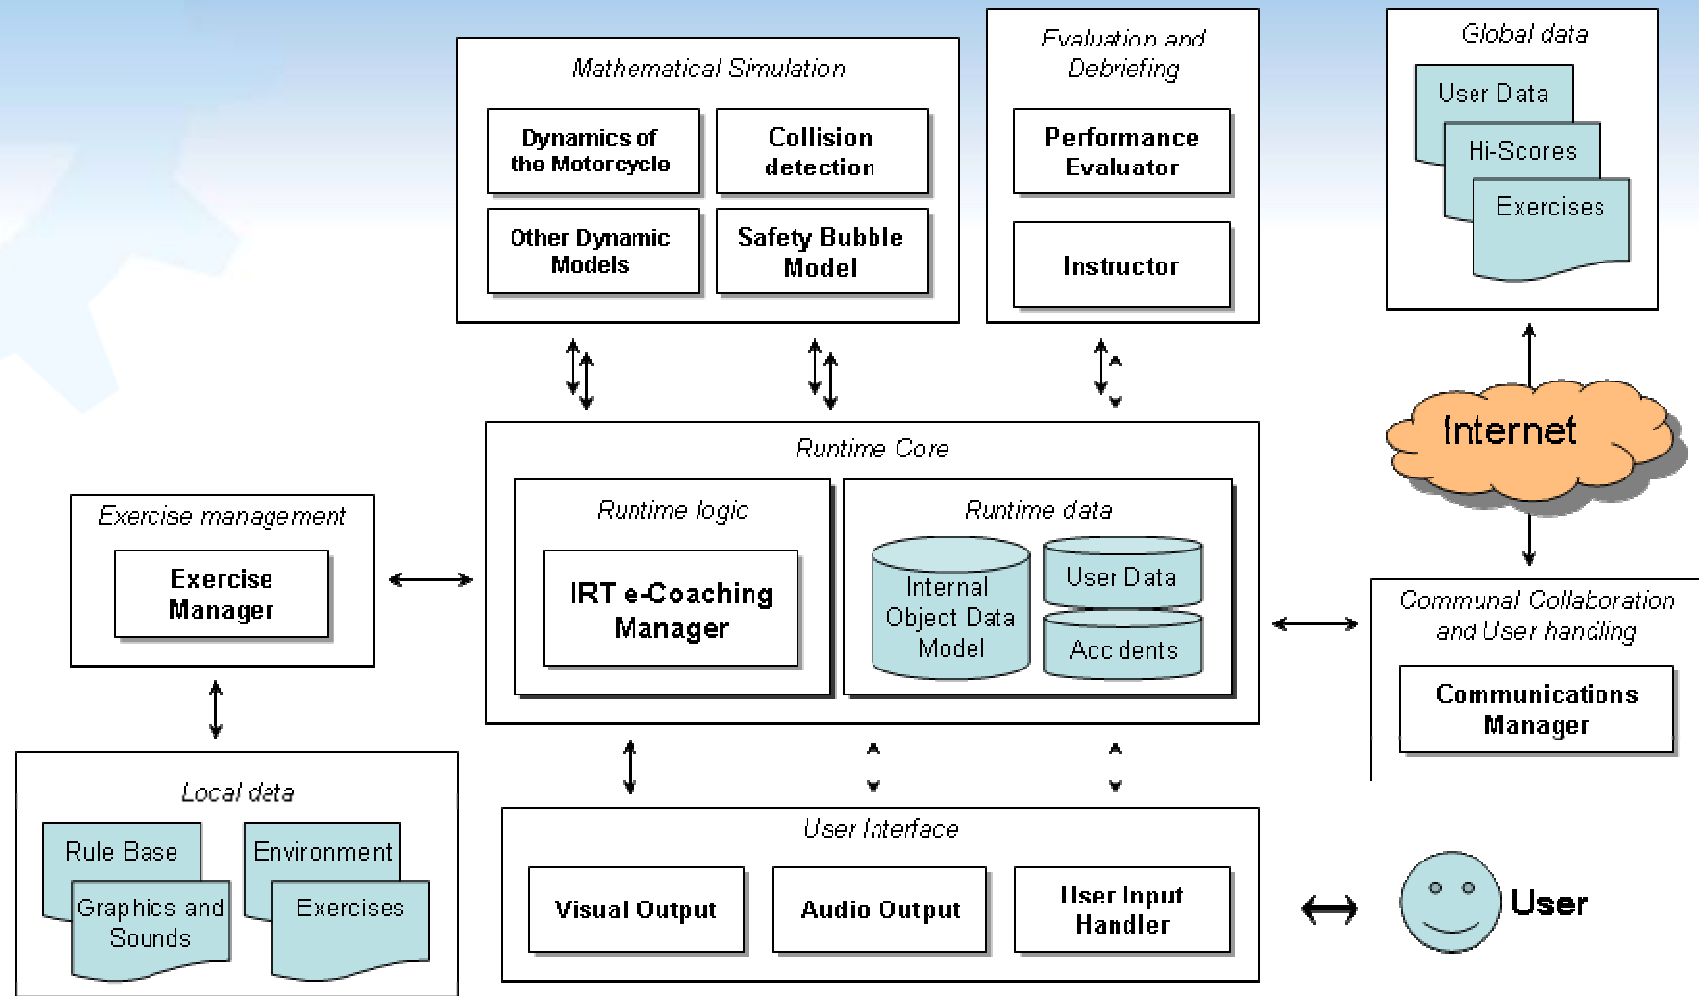 Mathematical Simulation
Dynamics of
the Motorcycle
Collision
detection
Other Dynamic
Models
Safety Bubble
Model
Evaluation and
Debriefing
Performance
Evaluator
Instructor
Global data
User Data
Hi-Scores
Exercises
Internet
Runtime Core
Runtime logic
IRT e-Coaching
Manager
Runtime data
Internal
Object Data
Model
User Data
Accidents
Exercise management
Exercise
Manager
Communal Collaboration
and User handling
Communications
Manager
Local data
Rule Base
Graphics and
Sounds
Environment
Exercises
User Interface
Visual Output
Audio Output
User Input
Handler
User